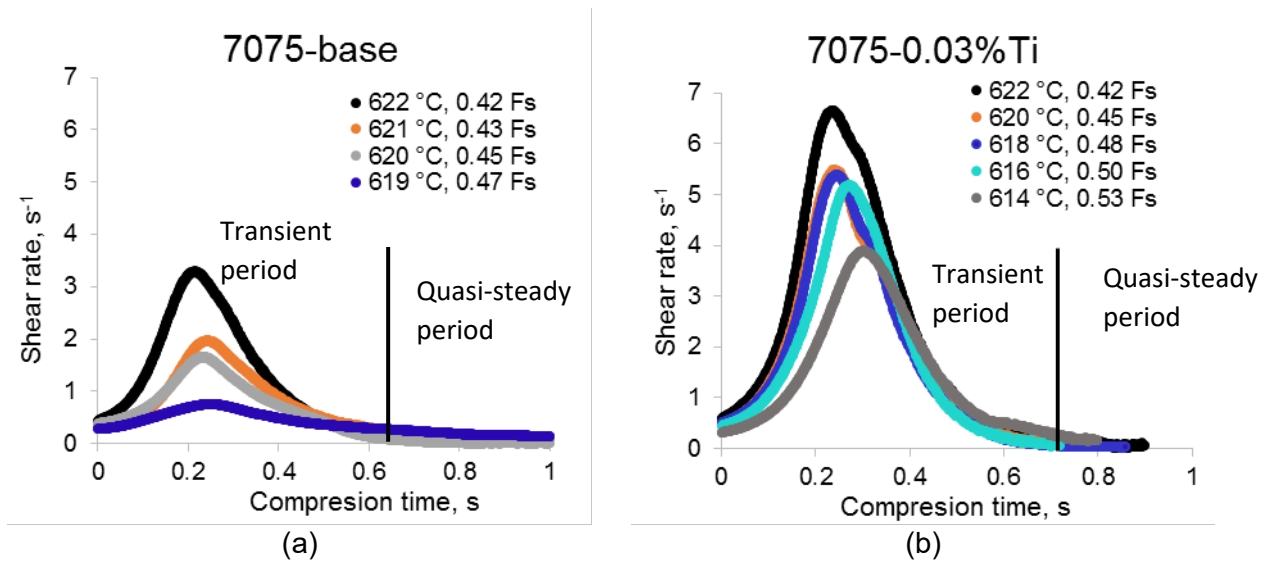 7075-base
7
6
5
4
3
2
1
0
Shear rate, s⁻¹
622 °C, 0.42 Fs
621 °C, 0.43 Fs
620 °C, 0.45 Fs
619 °C, 0.47 Fs
Transient
period
Quasi-steady
period
0 0.2 0.4 0.6 0.8 1
Compresion time, s
(a)
7075-0.03%Ti
7
6
5
4
3
2
1
0
Shear rate, s⁻¹
622 °C, 0.42 Fs
620 °C, 0.45 Fs
618 °C, 0.48 Fs
616 °C, 0.50 Fs
614 °C, 0.53 Fs
Transient
period
Quasi-steady
period
0 0.2 0.4 0.6 0.8 1
Compresion time, s
(b)